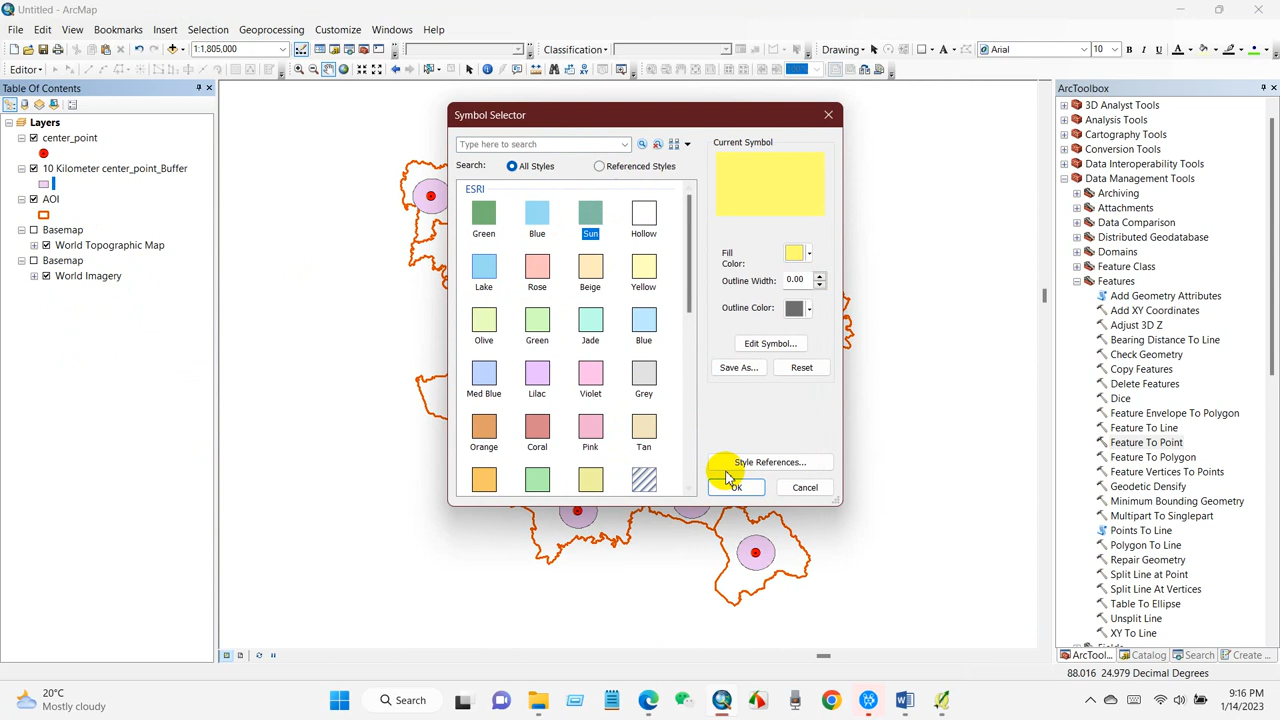 Untitled - ArcMap
File Edit View Bookmarks Insert Selection Geoprocessing Customize Windows Help
1:1,805,000 Classification Drawing Arial 10 B I U A
Editor
Table Of Contents
Layers
center_point
10 Kilometer center_point_Buffer
AOI
Basemap
World Topographic Map
Basemap
World Imagery
Symbol Selector
Type here to search
Search: All Styles Referenced Styles
ESRI
Green Blue Sun Hollow
Lake Rose Beige Yellow
Olive Green Jade Blue
Med Blue Lilac Violet Grey
Orange Coral Pink Tan
Current Symbol
Fill Color:
Outline Width: 0.00
Outline Color:
Edit Symbol...
Save As... Reset
Style References...
OK Cancel
ArcToolbox
3D Analyst Tools
Analysis Tools
Cartography Tools
Conversion Tools
Data Interoperability Tools
Data Management Tools
Archiving
Attachments
Data Comparison
Distributed Geodatabase
Domains
Feature Class
Features
Add Geometry Attributes
Add XY Coordinates
Adjust 3D Z
Bearing Distance To Line
Check Geometry
Copy Features
Delete Features
Dice
Feature Envelope To Polygon
Feature To Line
Feature To Point
Feature To Polygon
Feature Vertices To Points
Geodetic Density
Minimum Bounding Geometry
Multipart To Singlepart
Points To Line
Polygon To Line
Repair Geometry
Split Line at Point
Split Line At Vertices
Table To Ellipse
Unsplit Line
XY To Line
ArcTool... Catalog Search Create ...
88.016 24.979 Decimal Degrees
20°C
Mostly cloudy
Search
9:16 PM
1/14/2023